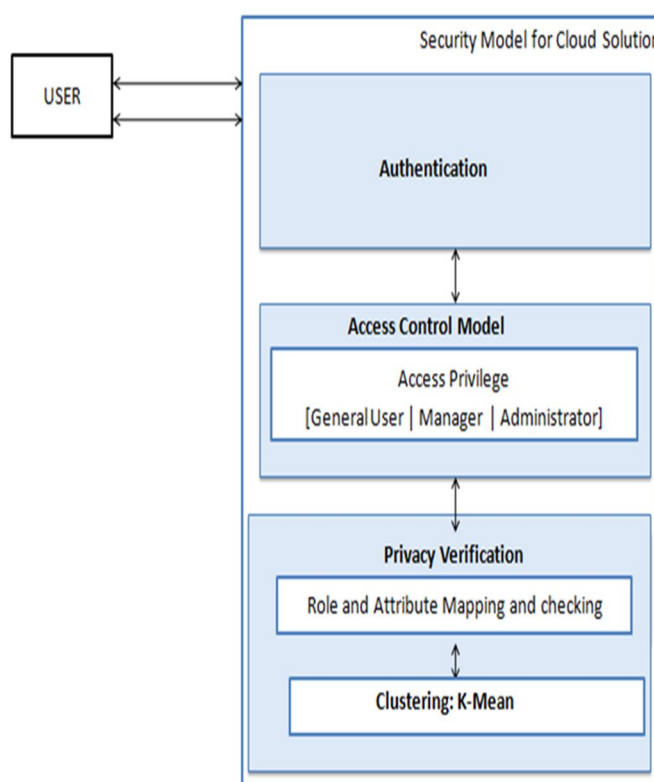 Security Model for Cloud Solution
USER
Authentication
Access Control Model
Access Privilege
[General User | Manager | Administrator]
Privacy Verification
Role and Attribute Mapping and checking
Clustering: K-Mean